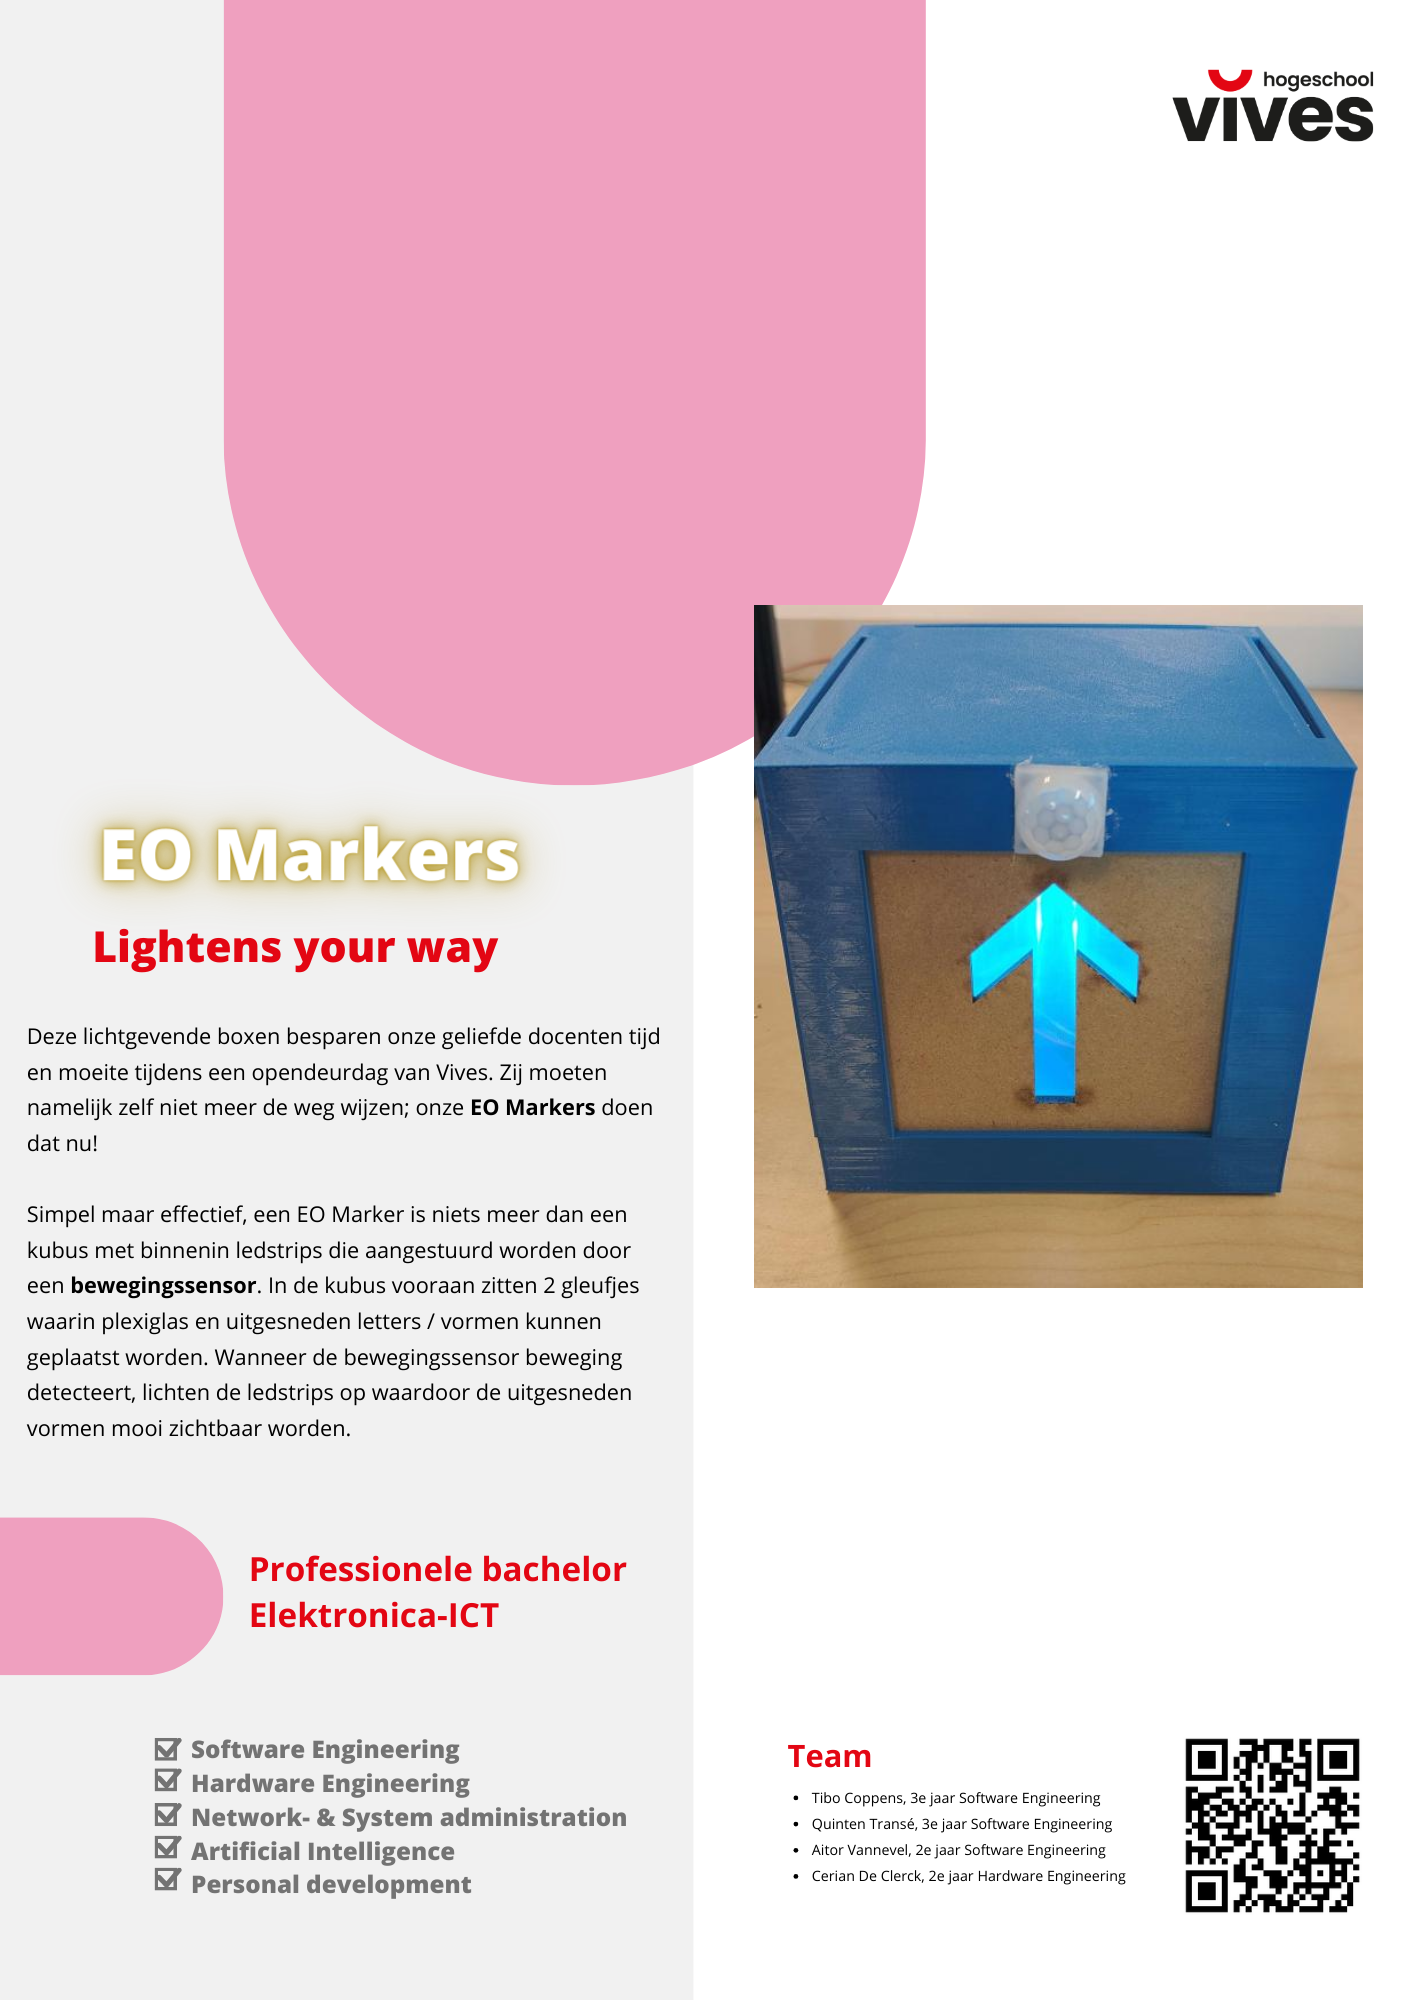 hogeschool
vives
EO Markers
Lightens your way
Deze lichtgevende boxen besparen onze geliefde docenten tijd
en moeite tijdens een opendeurdag van Vives. Zij moeten
namelijk zelf niet meer de weg wijzen; onze EO Markers doen
dat nu!
Simpel maar effectief, een EO Marker is niets meer dan een
kubus met binnenin ledstrips die aangestuurd worden door
een bewegingssensor. In de kubus vooraan zitten 2 gleufjes
waarin plexiglas en uitgesneden letters / vormen kunnen
geplaatst worden. Wanneer de bewegingssensor beweging
detecteert, lichten de ledstrips op waardoor de uitgesneden
vormen mooi zichtbaar worden.
Professionele bachelor
Elektronica-ICT
Software Engineering
Hardware Engineering
Network- & System administration
Artificial Intelligence
Personal development
Team
• Tibo Coppens, 3e jaar Software Engineering
• Quinten Transé, 3e jaar Software Engineering
• Aitor Vannevel, 2e jaar Software Engineering
• Cerian De Clerck, 2e jaar Hardware Engineering